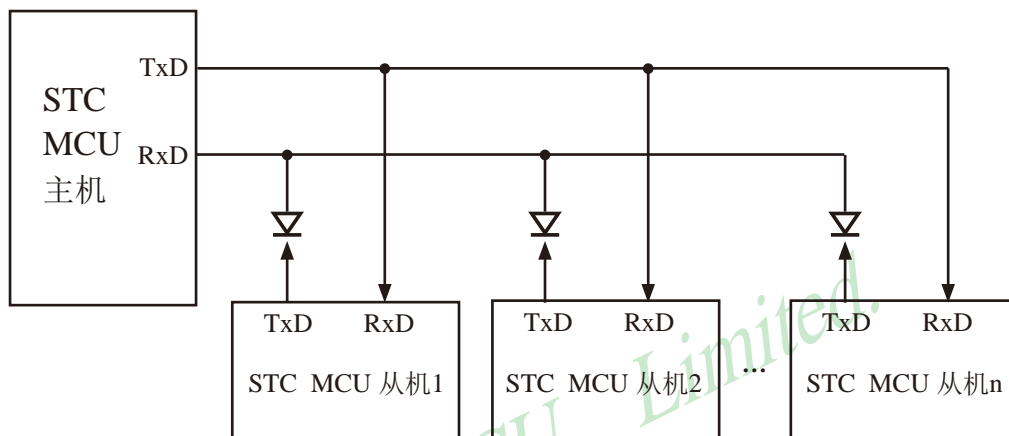 TxD
STC
MCU
主机
RxD
TxD RxD
STC MCU 从机1
TxD RxD
STC MCU 从机2
...
TxD RxD
STC MCU 从机n
CU Limited.